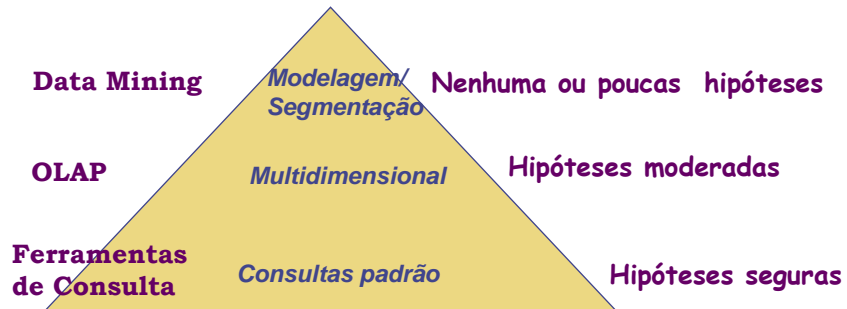 Data Mining
Modelagem/
Segmentação
Nenhuma ou poucas hipóteses
OLAP
Multidimensional
Hipóteses moderadas
Ferramentas
de Consulta
Consultas padrão
Hipóteses seguras